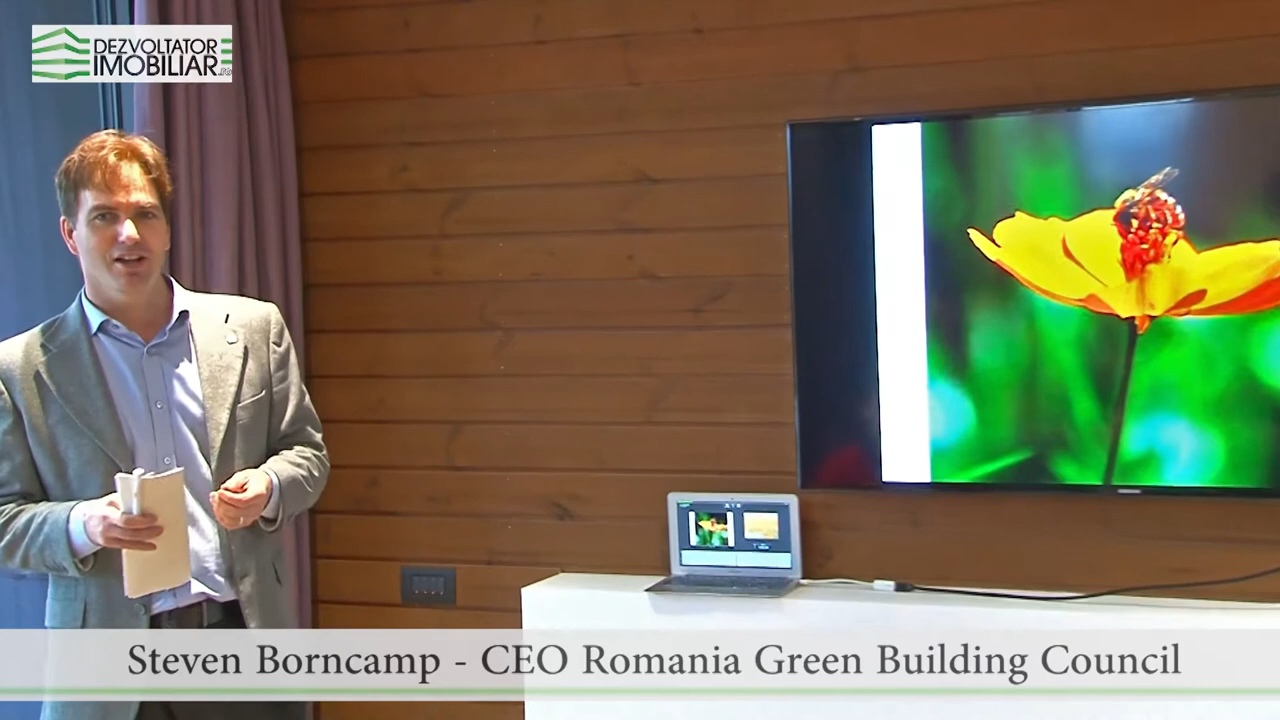 DEZVOLTATOR
IMOBILIAR.ro
Steven Borncamp - CEO Romania Green Building Council